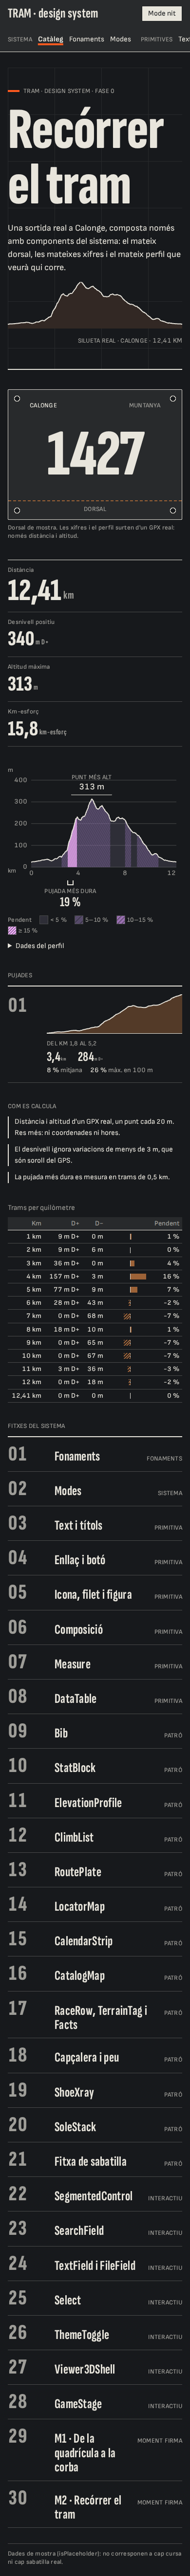 TRAM · design system
Mode nit
SISTEMA Catàleg Fonaments Modes PRIMITIVES
TRAM · DESIGN SYSTEM · FASE 0
Recórrer
el tram
Una sortida real a Calonge, composta només
amb components del sistema: el mateix
dorsal, les mateixes xifres i el mateix perfil que
veurà qui corre.
SILUETA REAL · CALONGE · 12,41 KM
CALONGE
MUNTANYA
1427
DORSAL
Dorsal de mostra. Les xifres i el perfil surten d'un GPX real:
només distància i altitud.
Distància
12,41 km
Desnivell positiu
340 m D+
Altitud màxima
313 m
Km-esforç
15,8 km-esforç
m
400
300
200
100
0
PUNT MÉS ALT
313 m
km
0
4
8
12
PUJADA MÉS DURA
19 %
Pendent
< 5 %
5–10 %
10–15 %
≥ 15 %
Dades del perfil
PUJADES
01
DEL KM 1,8 AL 5,2
3,4 km 284 m D+
8 % mitjana 26 % màx. en 100 m
COM ES CALCULA
Distància i altitud d'un GPX real, un punt cada 20 m.
Res més: ni coordenades ni hores.
El desnivell ignora variacions de menys de 3 m, que
són soroll del GPS.
La pujada més dura es mesura en trams de 0,5 km.
Trams per quilòmetre
Km D+ D− Pendent
1 km 9 m D+ 0 m 1 %
2 km 9 m D+ 6 m 0 %
3 km 36 m D+ 0 m 4 %
4 km 157 m D+ 3 m 16 %
5 km 77 m D+ 9 m 7 %
6 km 28 m D+ 43 m -2 %
7 km 0 m D+ 68 m -7 %
8 km 18 m D+ 10 m 1 %
9 km 0 m D+ 65 m -7 %
10 km 0 m D+ 67 m -7 %
11 km 3 m D+ 36 m -3 %
12 km 0 m D+ 18 m -2 %
12,41 km 0 m D+ 0 m 0 %
FITXES DEL SISTEMA
01 Fonaments FONAMENTS
02 Modes SISTEMA
03 Text i títols PRIMITIVA
04 Enllaç i botó PRIMITIVA
05 Icona, filet i figura PRIMITIVA
06 Composició PRIMITIVA
07 Measure PRIMITIVA
08 DataTable PRIMITIVA
09 Bib PATRÓ
10 StatBlock PATRÓ
11 ElevationProfile PATRÓ
12 ClimbList PATRÓ
13 RoutePlate PATRÓ
14 LocatorMap PATRÓ
15 CalendarStrip PATRÓ
16 CatalogMap PATRÓ
17 RaceRow, TerrainTag i PATRÓ
Facts
18 Capçalera i peu PATRÓ
19 ShoeXray PATRÓ
20 SoleStack PATRÓ
21 Fitxa de sabatilla PATRÓ
22 SegmentedControl INTERACTIU
23 SearchField INTERACTIU
24 TextField i FileField INTERACTIU
25 Select INTERACTIU
26 ThemeToggle INTERACTIU
27 Viewer3DShell INTERACTIU
28 GameStage INTERACTIU
29 M1 · De la MOMENT FIRMA
quadrícula a la
corba
30 M2 · Recórrer el MOMENT FIRMA
tram
Dades de mostra (isPlaceholder): no corresponen a cap cursa
ni cap sabatilla real.